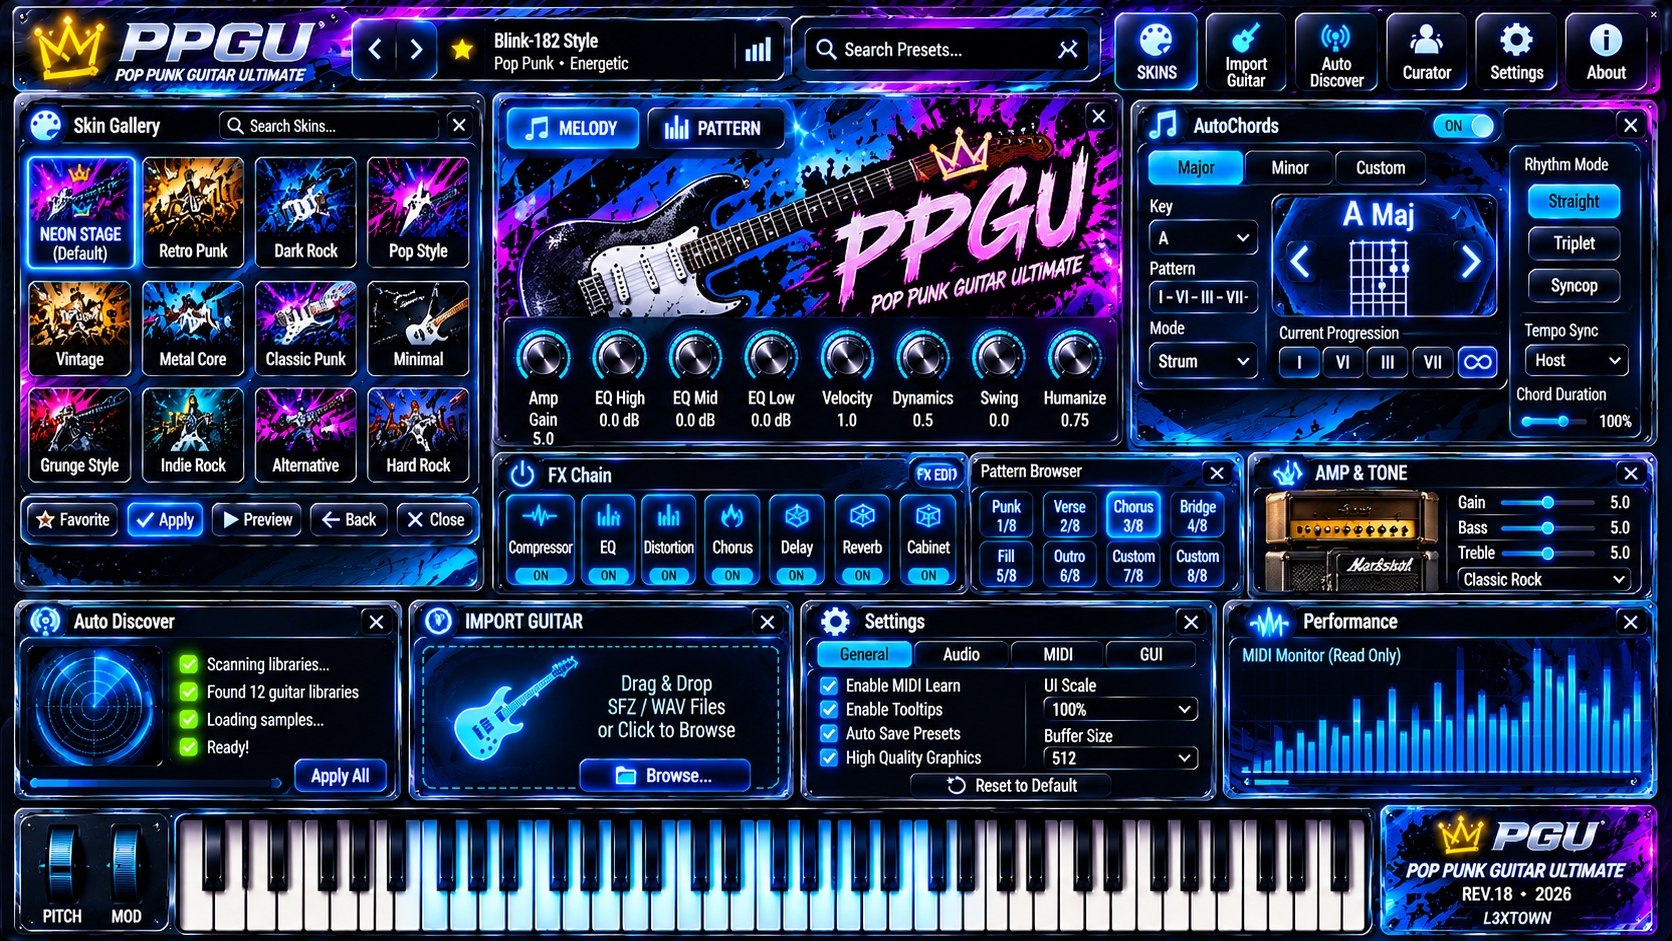 PPGU
POP PUNK GUITAR ULTIMATE
Blink-182 Style
Pop Punk • Energetic
Search Presets...
SKINS
Import
Guitar
Auto
Discover
Curator
Settings
About
Skin Gallery
Search Skins...
NEON STAGE
(Default)
Retro Punk
Dark Rock
Pop Style
Vintage
Metal Core
Classic Punk
Minimal
Grunge Style
Indie Rock
Alternative
Hard Rock
Favorite
Apply
Preview
Back
Close
MELODY
PATTERN
PPGU
POP PUNK GUITAR ULTIMATE
Amp
Gain
5.0
EQ High
0.0 dB
EQ Mid
0.0 dB
EQ Low
0.0 dB
Velocity
1.0
Dynamics
0.5
Swing
0.0
Humanize
0.75
AutoChords
ON
Major
Minor
Custom
Key
A
Pattern
I - VI - III - VII-
Mode
Strum
A Maj
Current Progression
I
VI
III
VII
Rhythm Mode
Straight
Triplet
Syncop
Tempo Sync
Host
Chord Duration
100%
FX Chain
FX EDIT
Compressor
ON
EQ
ON
Distortion
ON
Chorus
ON
Delay
ON
Reverb
ON
Cabinet
ON
Pattern Browser
Punk
1/8
Verse
2/8
Chorus
3/8
Bridge
4/8
Fill
5/8
Outro
6/8
Custom
7/8
Custom
8/8
AMP & TONE
Gain
5.0
Bass
5.0
Treble
5.0
Classic Rock
Auto Discover
Scanning libraries...
Found 12 guitar libraries
Loading samples...
Ready!
Apply All
IMPORT GUITAR
Drag & Drop
SFZ / WAV Files
or Click to Browse
Browse...
Settings
General
Audio
MIDI
GUI
Enable MIDI Learn
Enable Tooltips
Auto Save Presets
High Quality Graphics
UI Scale
100%
Buffer Size
512
Reset to Default
Performance
MIDI Monitor (Read Only)
PITCH
MOD
PGU
POP PUNK GUITAR ULTIMATE
REV.18 • 2026
L3XTOWN